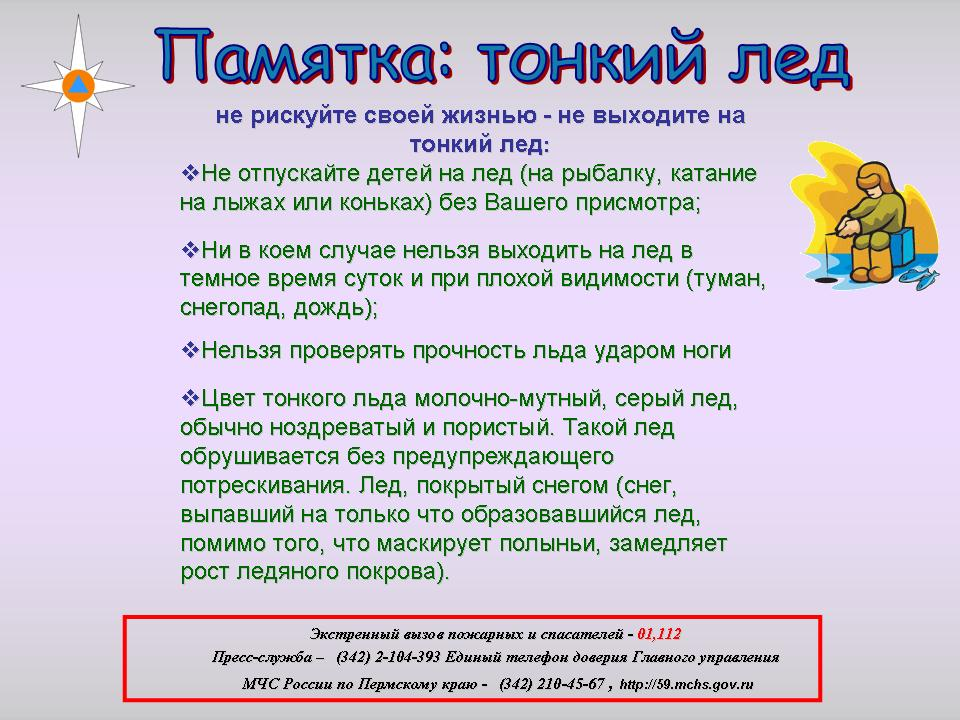 Памятка: тонкий лед
не рискуйте своей жизнью - не выходите на
тонкий лед:
❖Не отпускайте детей на лед (на рыбалку, катание
на лыжах или коньках) без Вашего присмотра;
❖Ни в коем случае нельзя выходить на лед в
темное время суток и при плохой видимости (туман,
снегопад, дождь);
❖Нельзя проверять прочность льда ударом ноги
❖Цвет тонкого льда молочно-мутный, серый лед,
обычно ноздреватый и пористый. Такой лед
обрушивается без предупреждающего
потрескивания. Лед, покрытый снегом (снег,
выпавший на только что образовавшийся лед,
помимо того, что маскирует полыньи, замедляет
рост ледяного покрова).
Экстренный вызов пожарных и спасателей - 01,112
Пресс-служба – (342) 2-104-393 Единый телефон доверия Главного управления
МЧС России по Пермскому краю - (342) 210-45-67 , http://59.mchs.gov.ru